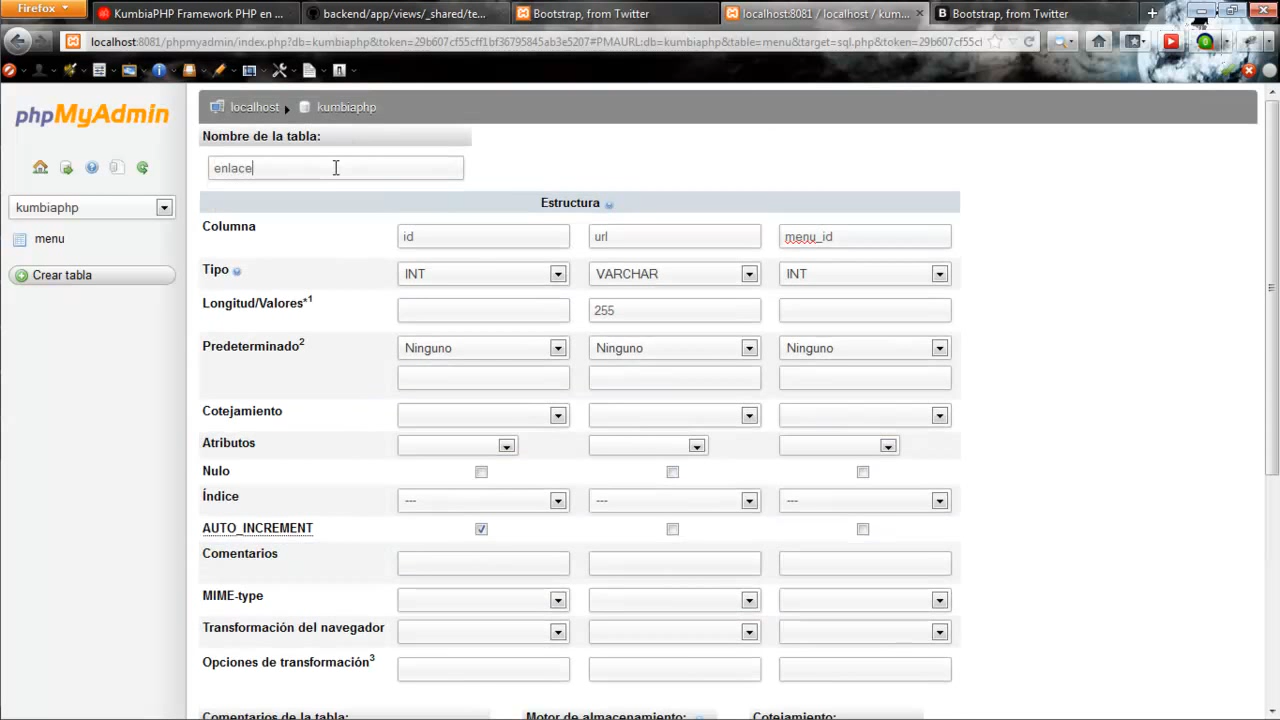 Firefox
KumbiaPHP Framework PHP en ...
backend/app/views/_shared/te...
Bootstrap, from Twitter
localhost:8081 / localhost / kum...
Bootstrap, from Twitter
localhost:8081/phpmyadmin/index.php?db=kumbiaphp&token=29b607cf55cff1bf36795845ab3e5207#PMAURL:db=kumbiaphp&table=menu&target=sql.php&token=29b607cf55cl
phpMyAdmin
localhost
kumbiaphp
Nombre de la tabla:
enlace
kumbiaphp
menu
Crear tabla
Estructura
Columna
id
url
menu_id
Tipo
INT
VARCHAR
INT
Longitud/Valores*1
255
Predeterminado2
Ninguno
Ninguno
Ninguno
Cotejamiento
Atributos
Nulo
Índice
---
---
---
AUTO_INCREMENT
Comentarios
MIME-type
Transformación del navegador
Opciones de transformación3
Comentarios de la tabla:
Motor de almacenamiento:
Cotejamiento: